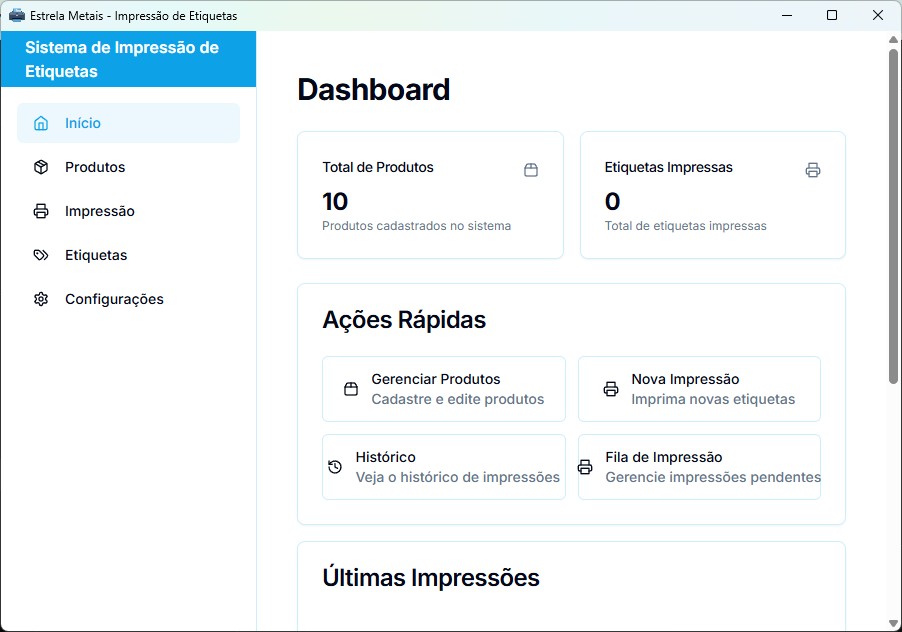 Estrela Metais - Impressão de Etiquetas
Sistema de Impressão de
Etiquetas
Início
Produtos
Impressão
Etiquetas
Configurações
Dashboard
Total de Produtos
10
Produtos cadastrados no sistema
Etiquetas Impressas
0
Total de etiquetas impressas
Ações Rápidas
Gerenciar Produtos
Cadastre e edite produtos
Nova Impressão
Imprima novas etiquetas
Histórico
Veja o histórico de impressões
Fila de Impressão
Gerencie impressões pendentes
Últimas Impressões